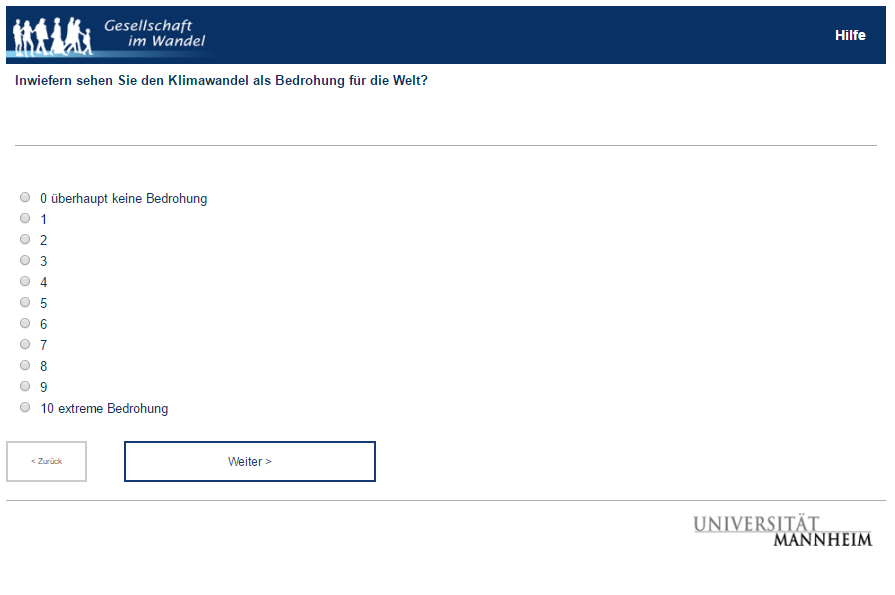 Gesellschaft
im Wandel
Hilfe
Inwiefern sehen Sie den Klimawandel als Bedrohung für die Welt?
0 überhaupt keine Bedrohung
1
2
3
4
5
6
7
8
9
10 extreme Bedrohung
< Zurück
Weiter >
UNIVERSITÄT
MANNHEIM